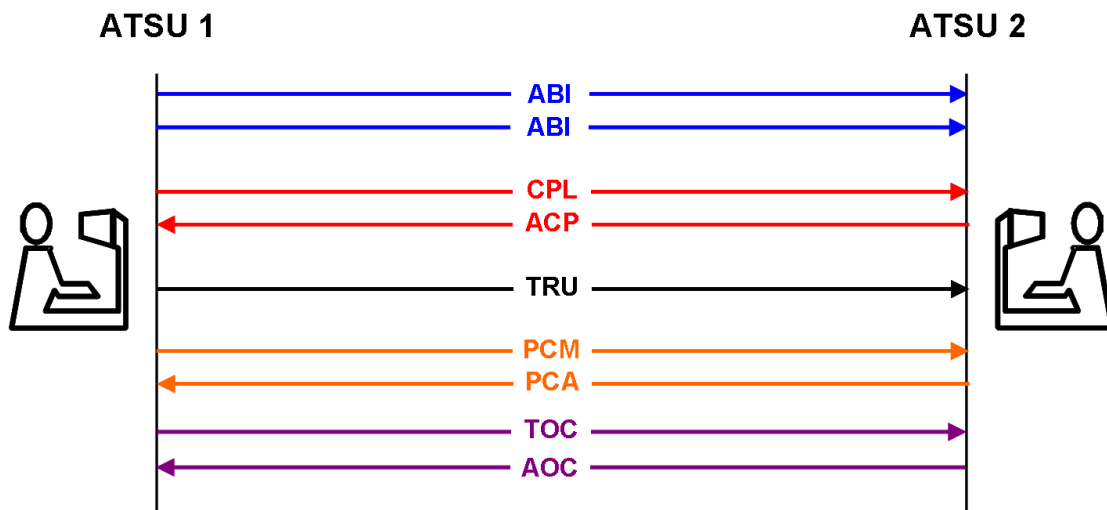 ATSU 1
ATSU 2
ABI
ABI
CPL
ACP
TRU
PCM
PCA
TOC
AOC